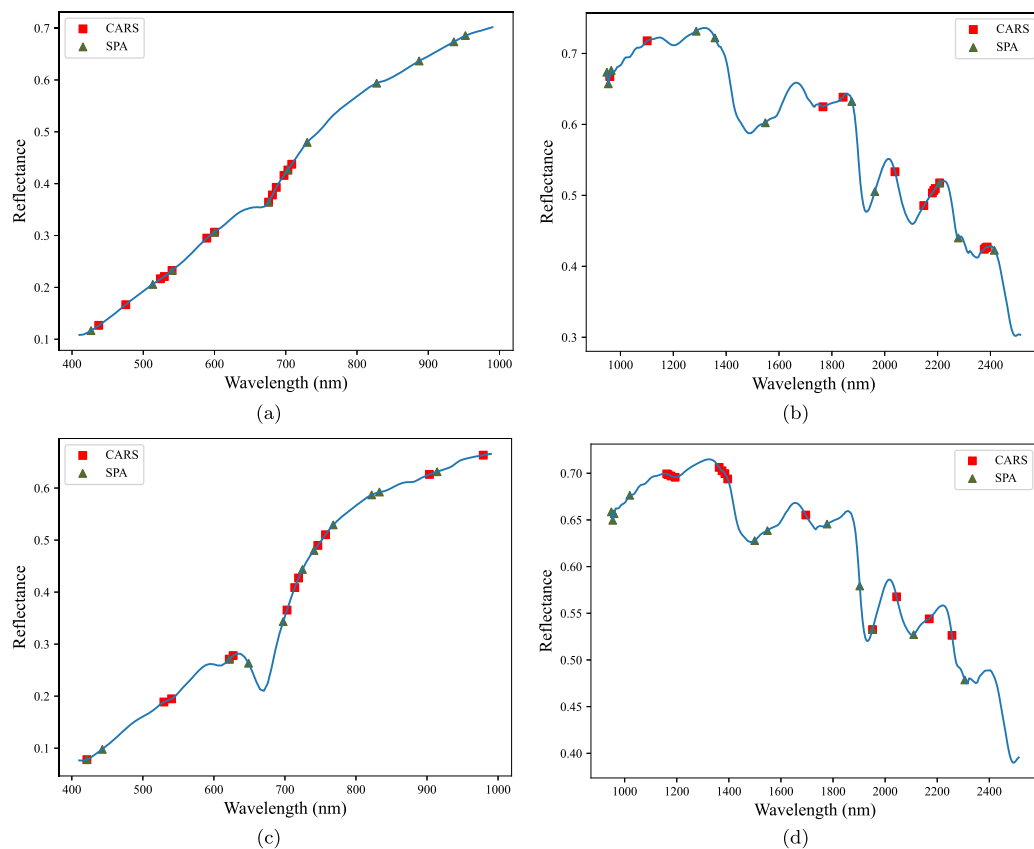 CARS
SPA
0.7
0.6
0.5
0.4
0.3
0.2
0.1
Reflectance
400 500 600 700 800 900 1000
Wavelength (nm)
(a)
CARS
SPA
0.7
0.6
0.5
0.4
0.3
Reflectance
1000 1200 1400 1600 1800 2000 2200 2400
Wavelength (nm)
(b)
CARS
SPA
0.6
0.5
0.4
0.3
0.2
0.1
Reflectance
400 500 600 700 800 900 1000
Wavelength (nm)
(c)
CARS
SPA
0.70
0.65
0.60
0.55
0.50
0.45
0.40
Reflectance
1000 1200 1400 1600 1800 2000 2200 2400
Wavelength (nm)
(d)